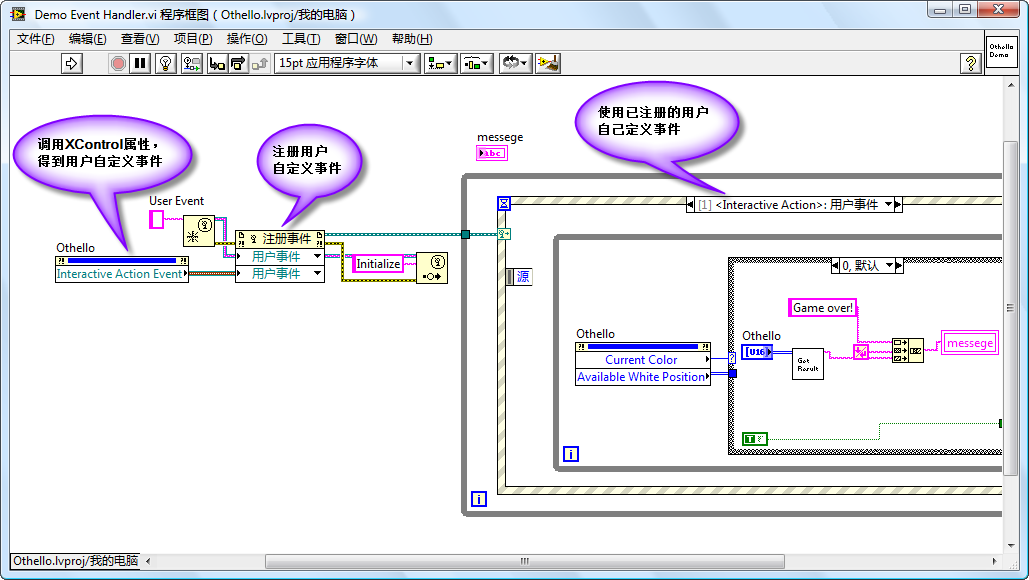 Demo Event Handler.vi 程序框图 ( Othello.lvproj/我的电脑 )
文件(F) 编辑(E) 查看(V) 项目(P) 操作(O) 工具(T) 窗口(W) 帮助(H)
15pt 应用程序字体
?
Othello
Demo
调用XControl属性，
得到用户自定义事件
注册用户
自定义事件
使用已注册的用户
自己定义事件
messege
abc
User Event
[1] <Interactive Action>: 用户事件
注册事件
用户事件
用户事件
Othello
Interactive Action Event
Initialize
源
0, 默认
Game over!
Othello
Current Color
Available White Position
Othello
[U16]
Get
Result
messege
T F
i
i
Othello.lvproj/我的电脑